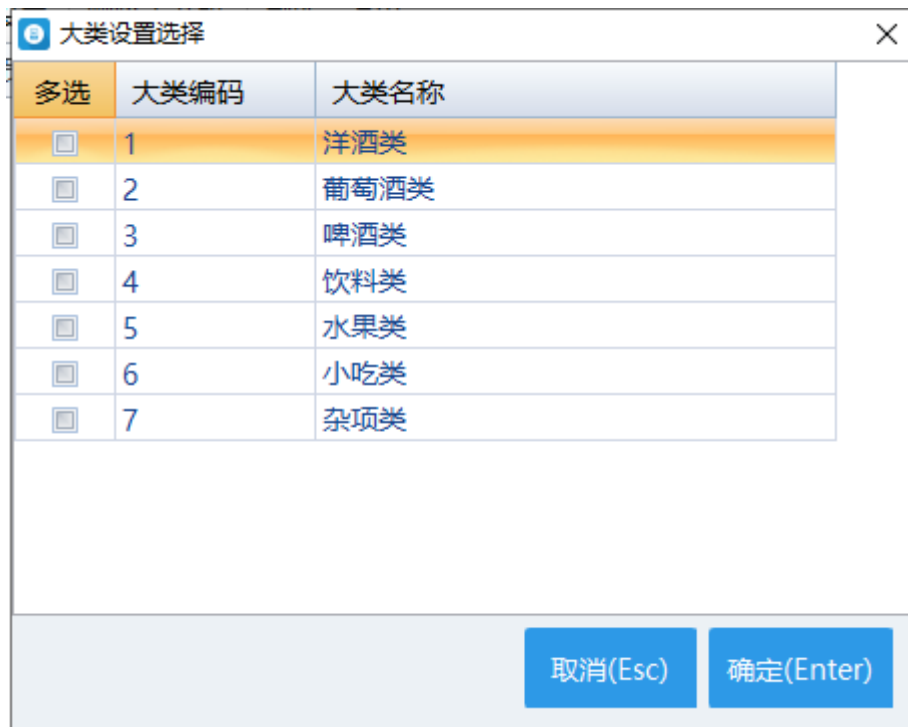 大类设置选择
多选 大类编码 大类名称
1 洋酒类
2 葡萄酒类
3 啤酒类
4 饮料类
5 水果类
6 小吃类
7 杂项类
取消(Esc) 确定(Enter)